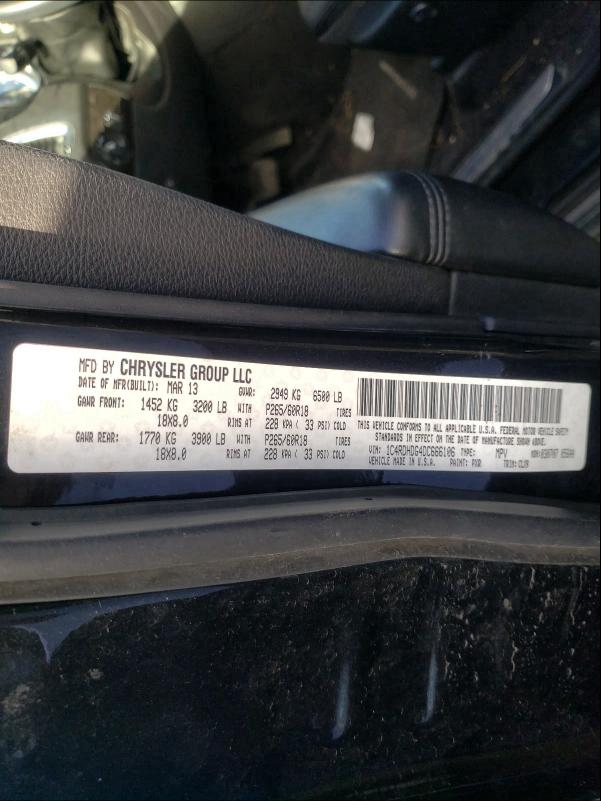 MFD BY CHRYSLER GROUP LLC
DATE OF MFR(BUILT): MAR 13 GVWR: 2949 KG 6500 LB
GAWR FRONT: 1452 KG 3200 LB WITH P265/60R18 TIRES
18X8.0 RIMS AT 228 KPA ( 33 PSI) COLD
GAWR REAR: 1770 KG 3900 LB WITH P265/60R18 TIRES
18X8.0 RIMS AT 228 KPA ( 33 PSI) COLD
THIS VEHICLE CONFORMS TO ALL APPLICABLE U.S.A. FEDERAL MOTOR VEHICLE SAFETY
STANDARDS IN EFFECT ON THE DATE OF MANUFACTURE SHOWN ABOVE.
VIN: 1C4RDHDG4DC666106 TYPE: MPV MDH:
VEHICLE MADE IN U.S.A. PAINT: PXR TRIM: